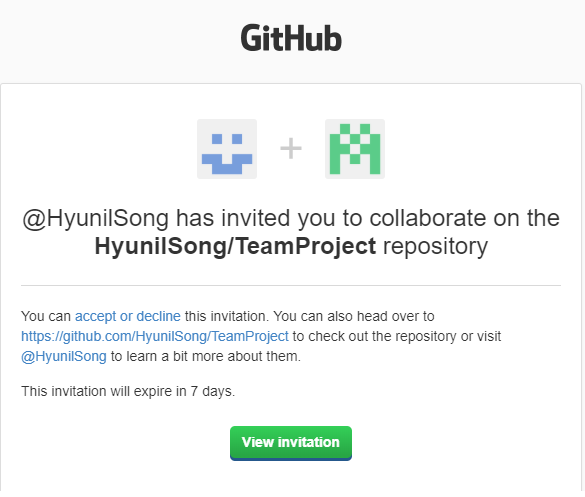 GitHub
+
@HyunilSong has invited you to collaborate on the
HyunilSong/TeamProject repository
You can accept or decline this invitation. You can also head over to
https://github.com/HyunilSong/TeamProject to check out the repository or visit
@HyunilSong to learn a bit more about them.
This invitation will expire in 7 days.
View invitation